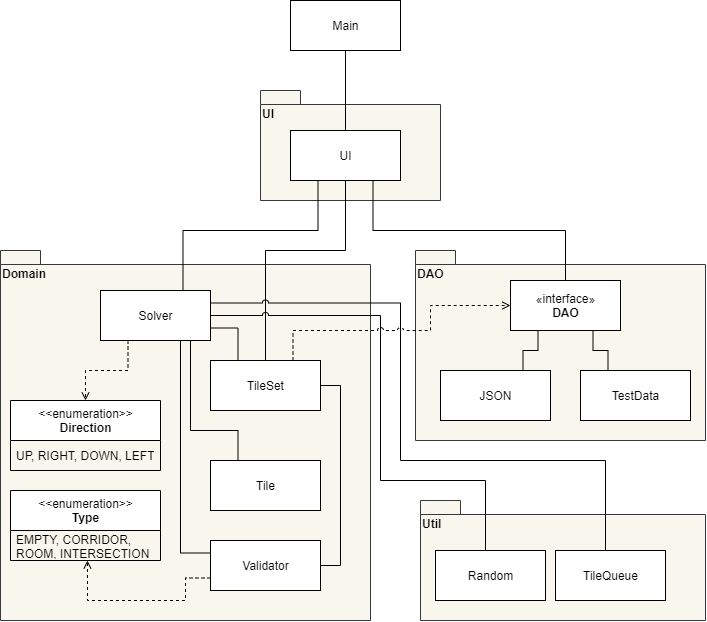 Main
UI
UI
Domain
Solver
TileSet
<<enumeration>>
Direction
UP, RIGHT, DOWN, LEFT
Tile
<<enumeration>>
Type
EMPTY, CORRIDOR,
ROOM, INTERSECTION
Validator
DAO
«interface»
DAO
JSON
TestData
Util
Random
TileQueue